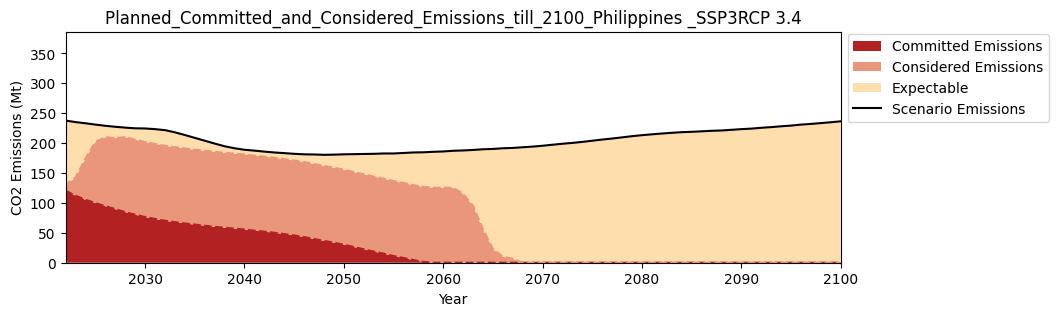 Planned_Committed_and_Considered_Emissions_till_2100_Philippines _SSP3RCP 3.4
CO2 Emissions (Mt)
350
300
250
200
150
100
50
0
2030 2040 2050 2060 2070 2080 2090 2100
Year
Committed Emissions
Considered Emissions
Expectable
Scenario Emissions